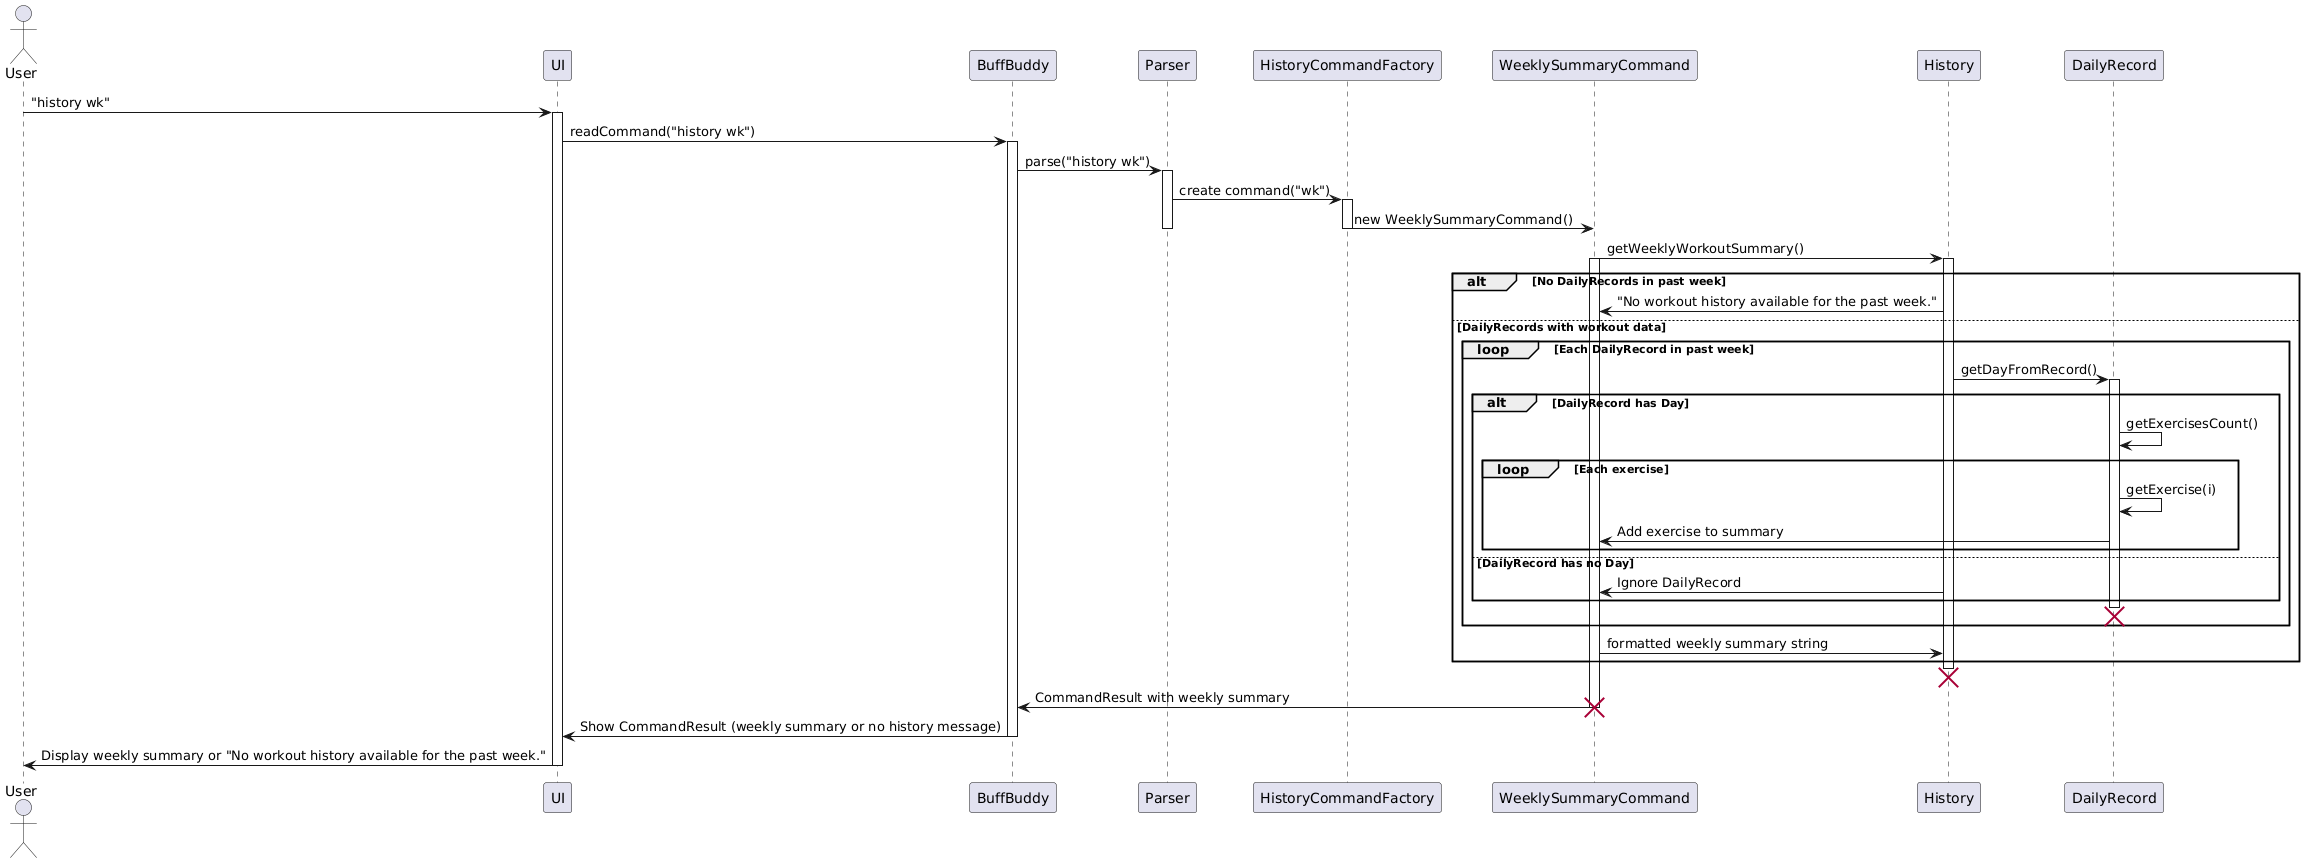 User
UI
BuffBuddy
Parser
HistoryCommandFactory
WeeklySummaryCommand
History
DailyRecord
"history wk"
readCommand("history wk")
parse("history wk")
create command("wk")
new WeeklySummaryCommand()
getWeeklyWorkoutSummary()
alt [No DailyRecords in past week]
"No workout history available for the past week."
[DailyRecords with workout data]
loop [Each DailyRecord in past week]
getDayFromRecord()
alt [DailyRecord has Day]
getExercisesCount()
loop [Each exercise]
getExercise(i)
Add exercise to summary
[DailyRecord has no Day]
Ignore DailyRecord
formatted weekly summary string
CommandResult with weekly summary
Show CommandResult (weekly summary or no history message)
Display weekly summary or "No workout history available for the past week."
User
UI
BuffBuddy
Parser
HistoryCommandFactory
WeeklySummaryCommand
History
DailyRecord